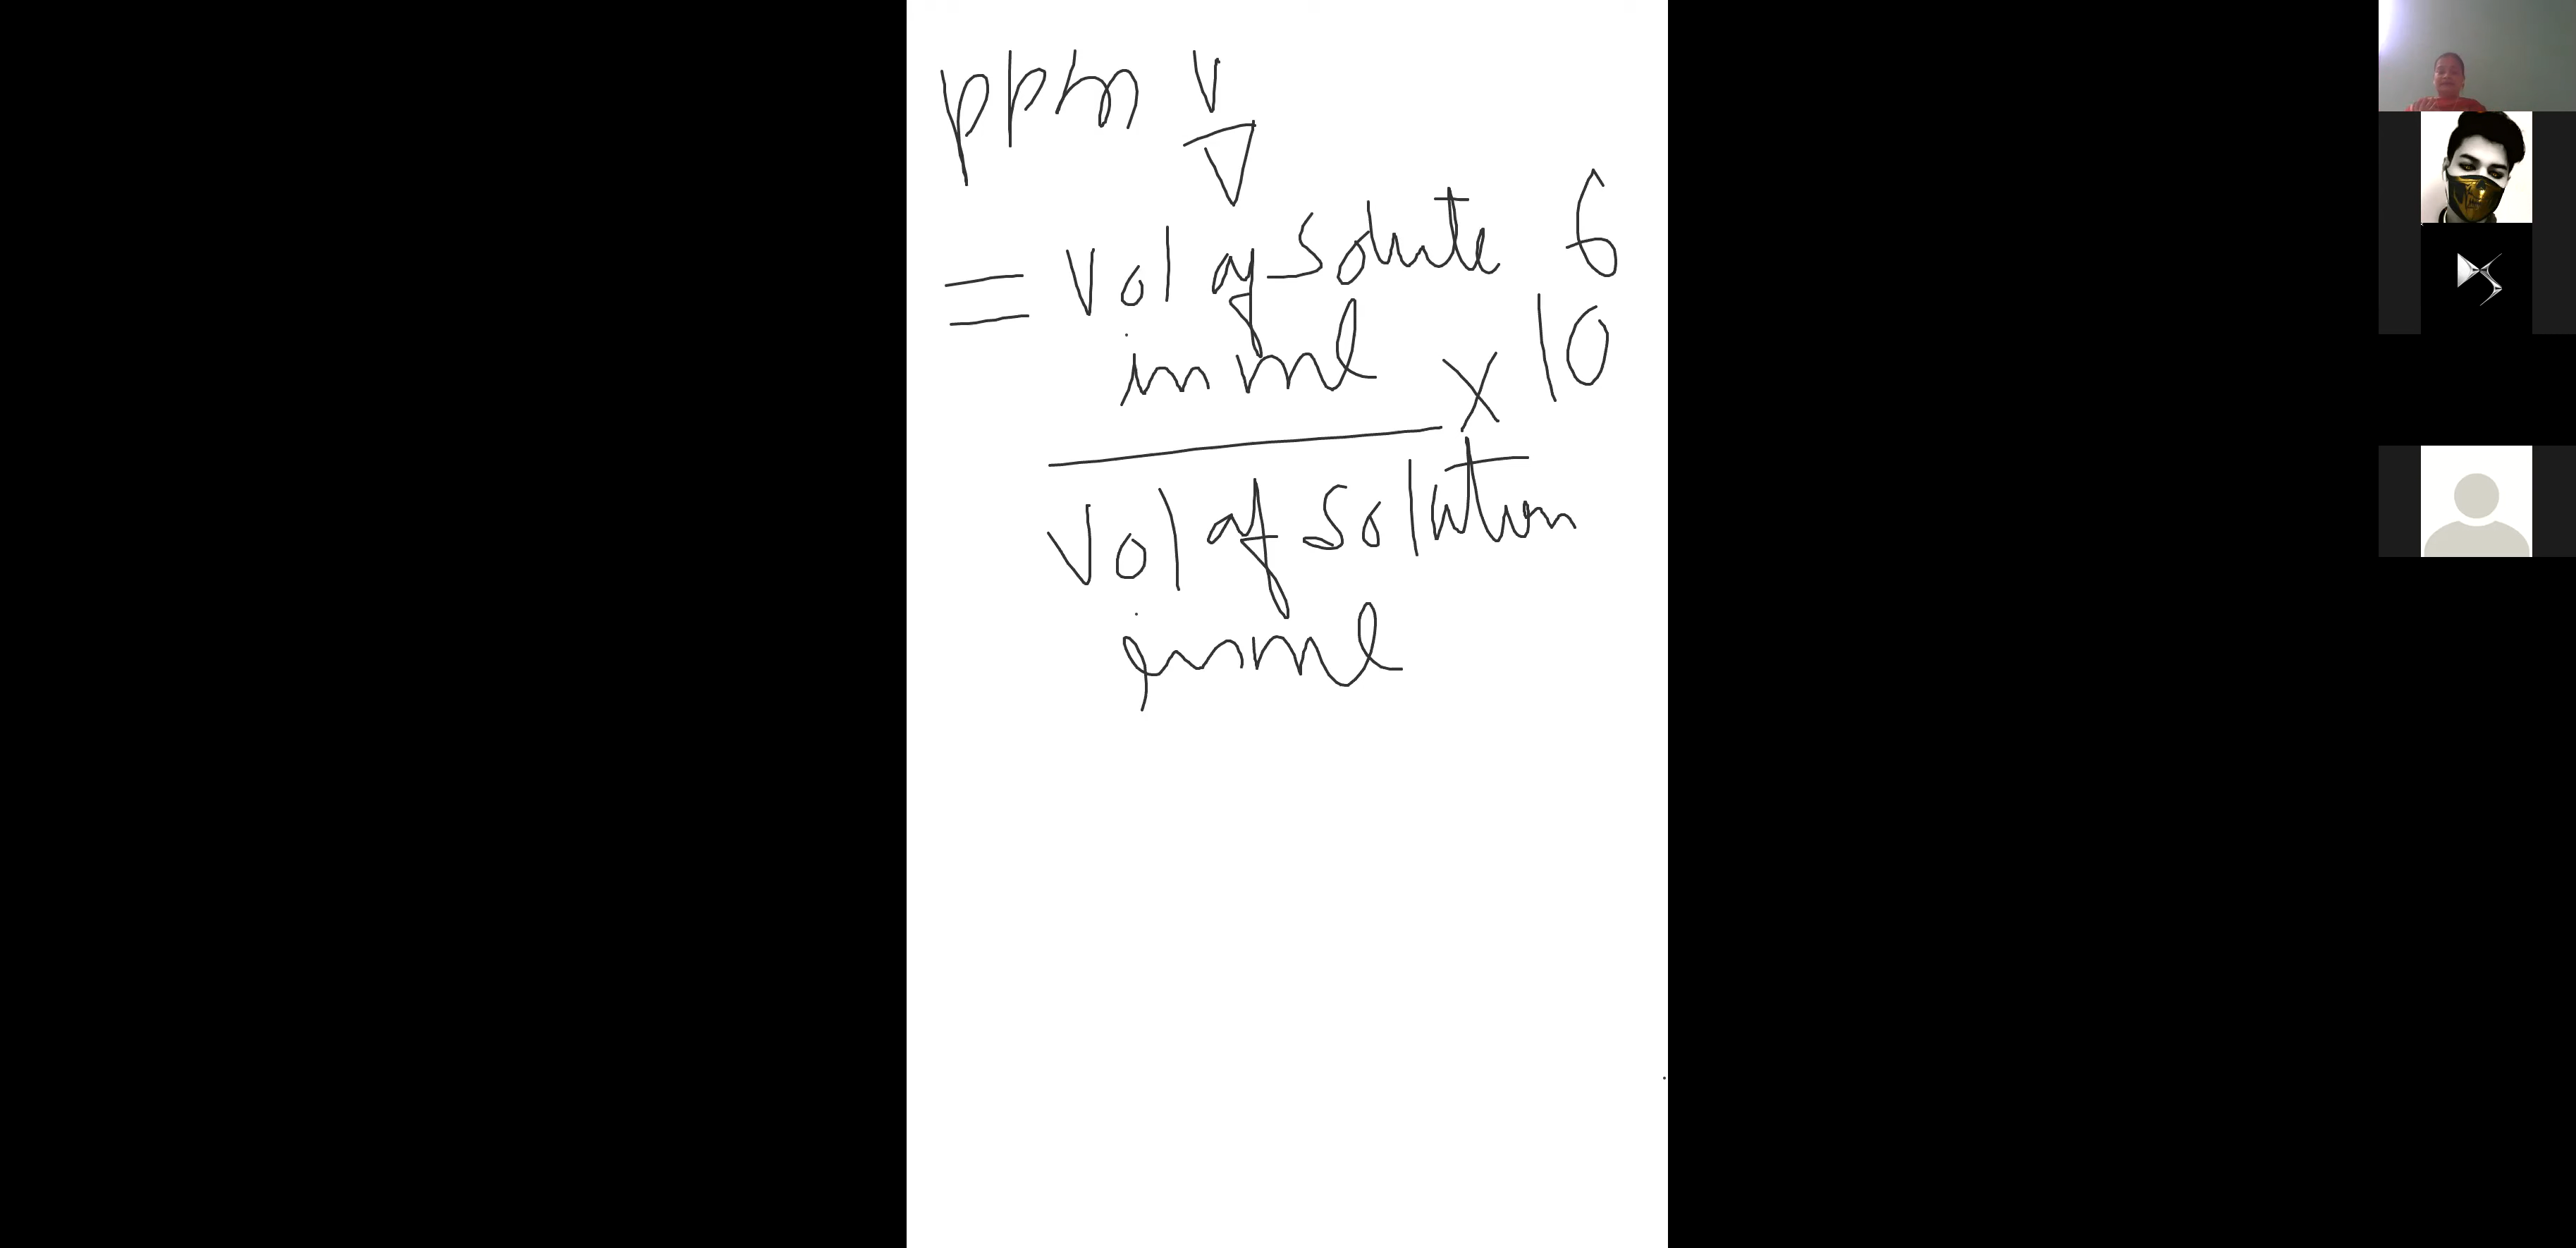 ppm V
V
= Vol of solute 6
in ml x 10
Vol of solution
in ml